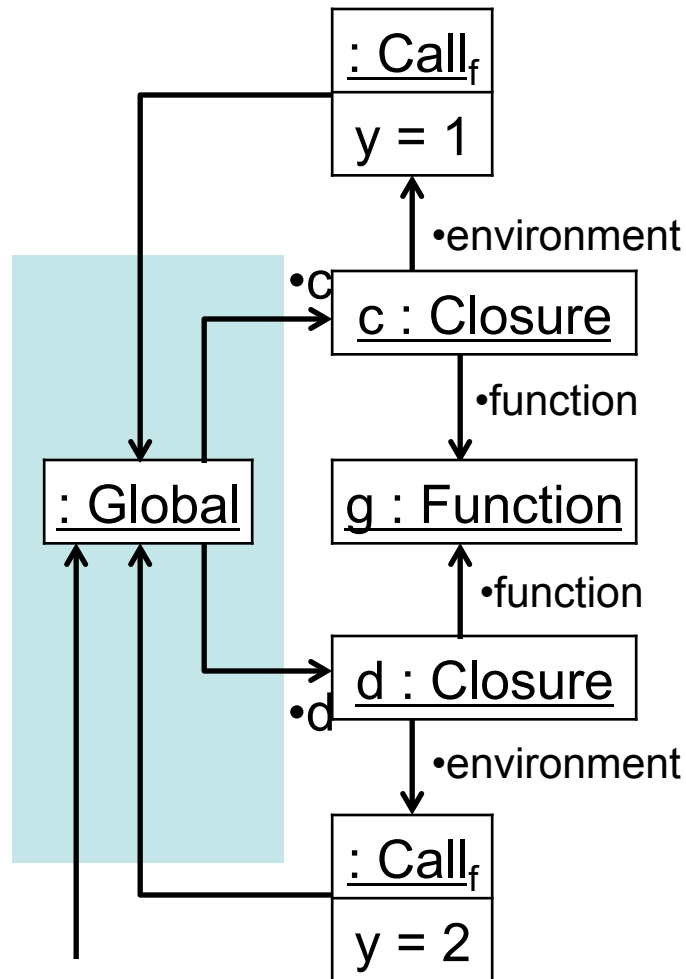 : Callf
y = 1
•environment
•c
c : Closure
•function
: Global
g : Function
•function
d : Closure
•d
•environment
: Callf
y = 2